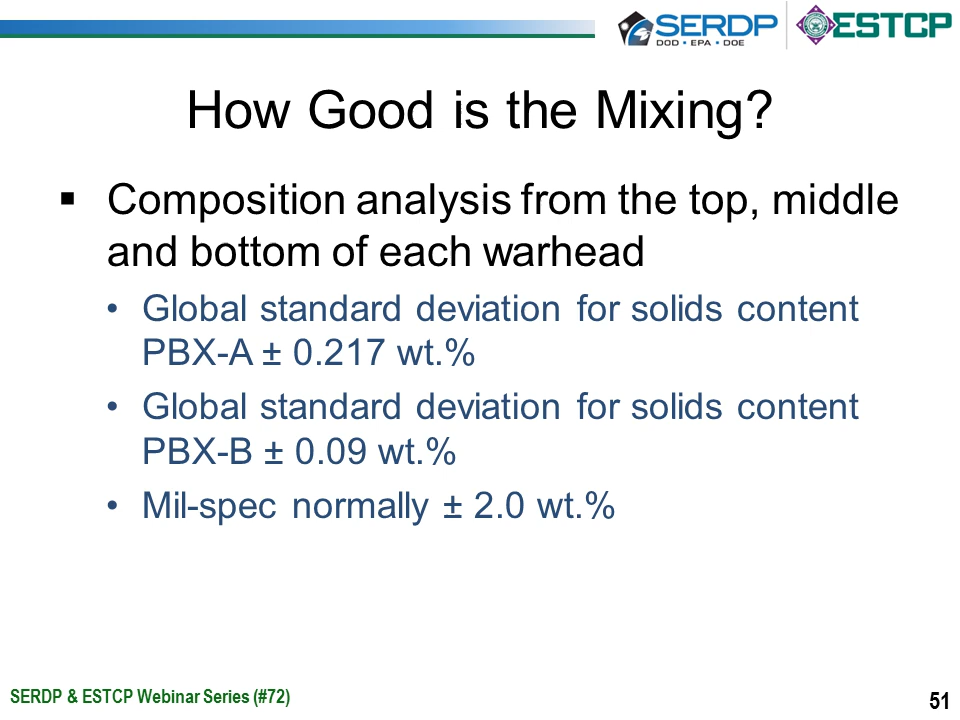 SERDP
DOD • EPA • DOE
ESTCP
How Good is the Mixing?
▪ Composition analysis from the top, middle
and bottom of each warhead
• Global standard deviation for solids content
PBX-A ± 0.217 wt.%
• Global standard deviation for solids content
PBX-B ± 0.09 wt.%
• Mil-spec normally ± 2.0 wt.%
SERDP & ESTCP Webinar Series (#72)
51